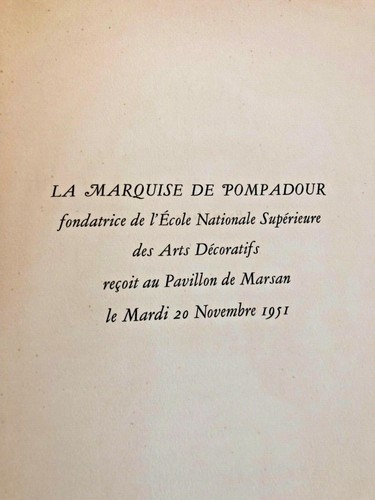 LA MARQUISE DE POMPADOUR
fondatrice de l'École Nationale Supérieure
des Arts Décoratifs
reçoit au Pavillon de Marsan
le Mardi 20 Novembre 1951